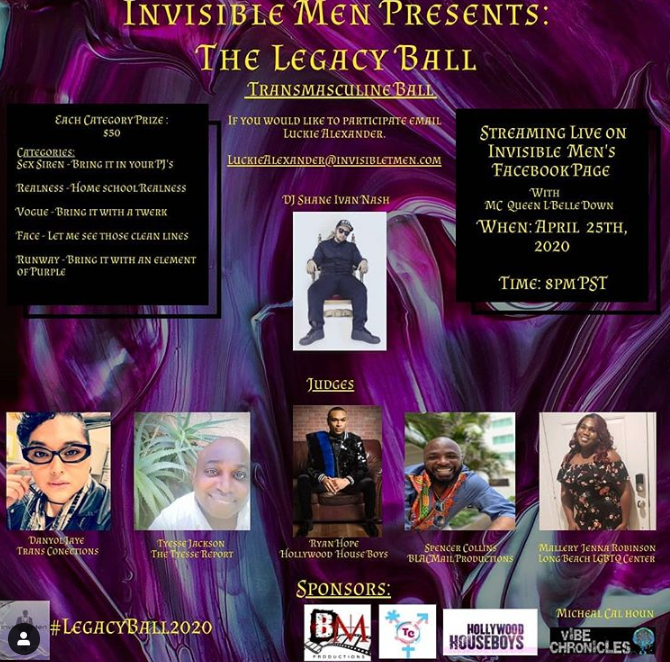 Invisible Men Presents:
The Legacy Ball
Transmasculine Ball
Each Category Prize :
$50
Categories:
Sex Siren - Bring it in your PJ's
Realness - Home school Realness
Vogue - Bring it with a twerk
Face - Let me see those clean lines
Runway - Bring it with an element
of Purple
If you would like to participate email
Luckie Alexander.
LuckieAlexander@invisibletmen.com
DJ Shane Ivan Nash
Streaming Live on
Invisible Men's
Facebook Page
With
MC Queen L'Belle Down
When: April 25th,
2020
Time: 8pm PST
Judges
Danyol Jaye
Trans Conections
Tyesse Jackson
The Tyesse Report
Ryan Hope
Hollywood House Boys
Spencer Collins
BLACMail Productions
Mallery Jenna Robinson
Long Beach LGBTQ Center
Sponsors:
#LegacyBall2020
BM
PRODUCTIONS
Tc
HOLLYWOOD
HOUSEBOYS
Micheal Calhoun
VIBE
CHRONICLES